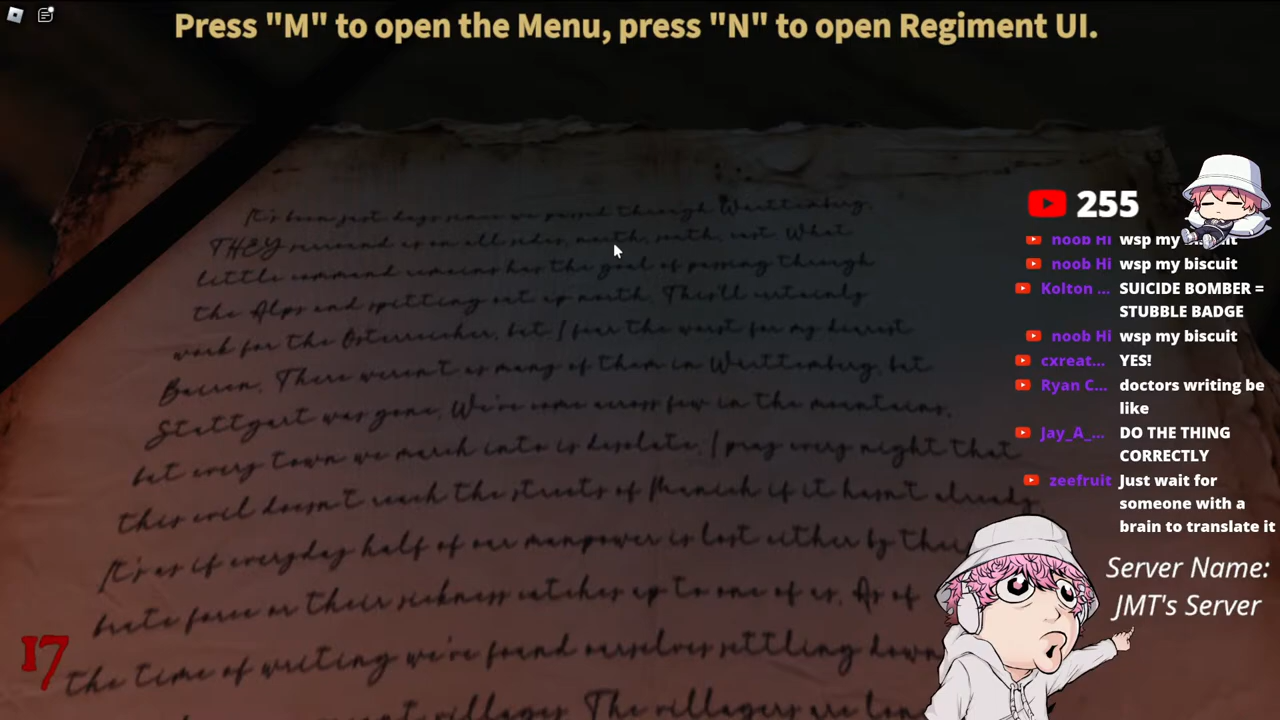 Press "M" to open the Menu, press "N" to open Regiment UI.
It's been just days since we passed through Wurttemburg,
THEY surround us on all sides, north, south, east. What
little command remains has the goal of passing through
the Alps and spitting out up north. This'll certainly
work for the Osterreicher, but I fear the worst for my dearest
Baiern. There weren't as many of them in Wurttemburg, but
Stuttgart was gone. We've come across few in the mountains,
but every town we march into is desolate. I pray every night that
this evil doesn't reach the streets of Munich if it hasn't already.
It's as if everyday half of our manpower is lost either by their
brute force or their sickness catches up to one of us. As of
the time of writing we've found ourselves settling down
villages. The villagers are
17
255
noob Hi wsp my
noob Hi wsp my biscuit
Kolton ... SUICIDE BOMBER =
STUBBLE BADGE
noob Hi wsp my biscuit
cxreat... YES!
Ryan C... doctors writing be
like
Jay_A_... DO THE THING
CORRECTLY
zeefruit Just wait for
someone with a
brain to translate it
Server Name:
JMT's Server